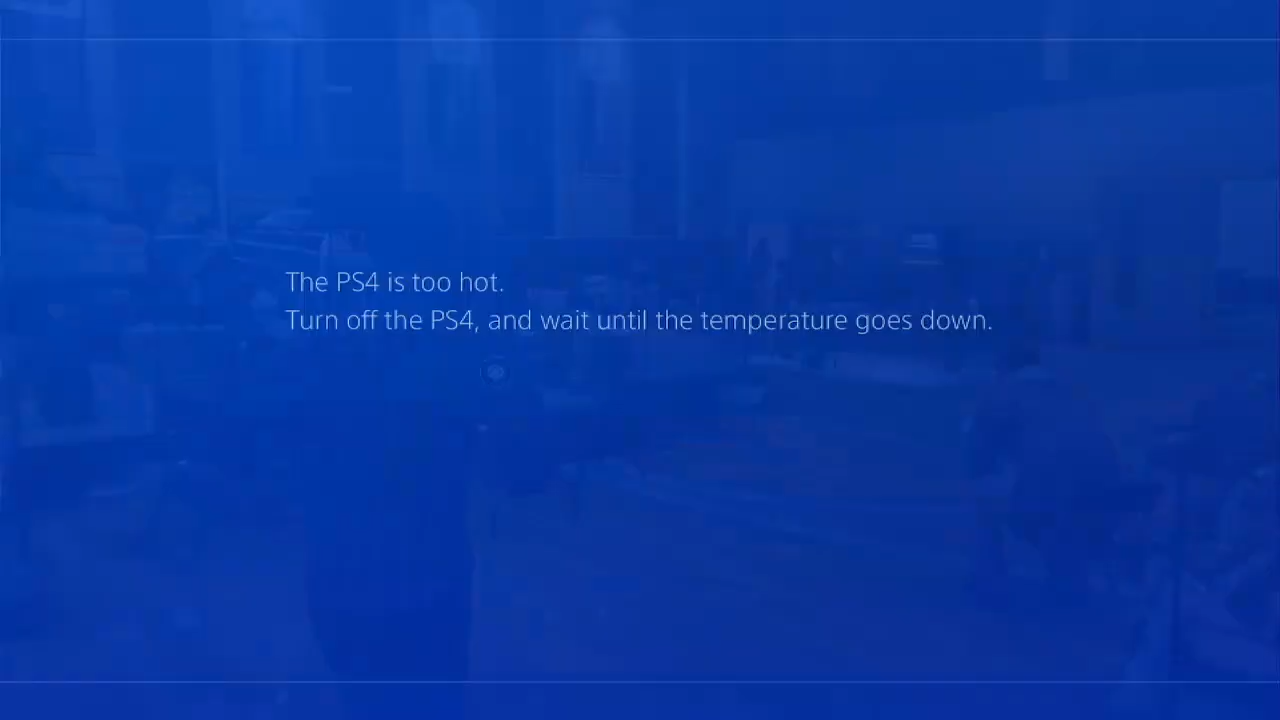 The PS4 is too hot.
Turn off the PS4, and wait until the temperature goes down.